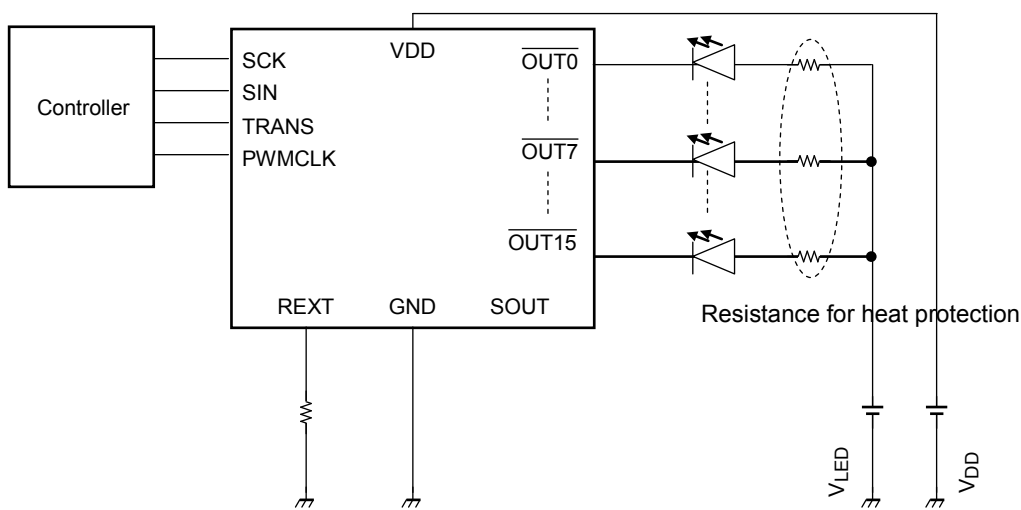 Controller
SCK
SIN
TRANS
PWMCLK
VDD
OUT0
OUT7
OUT15
REXT
GND
SOUT
Resistance for heat protection
VLED
VDD